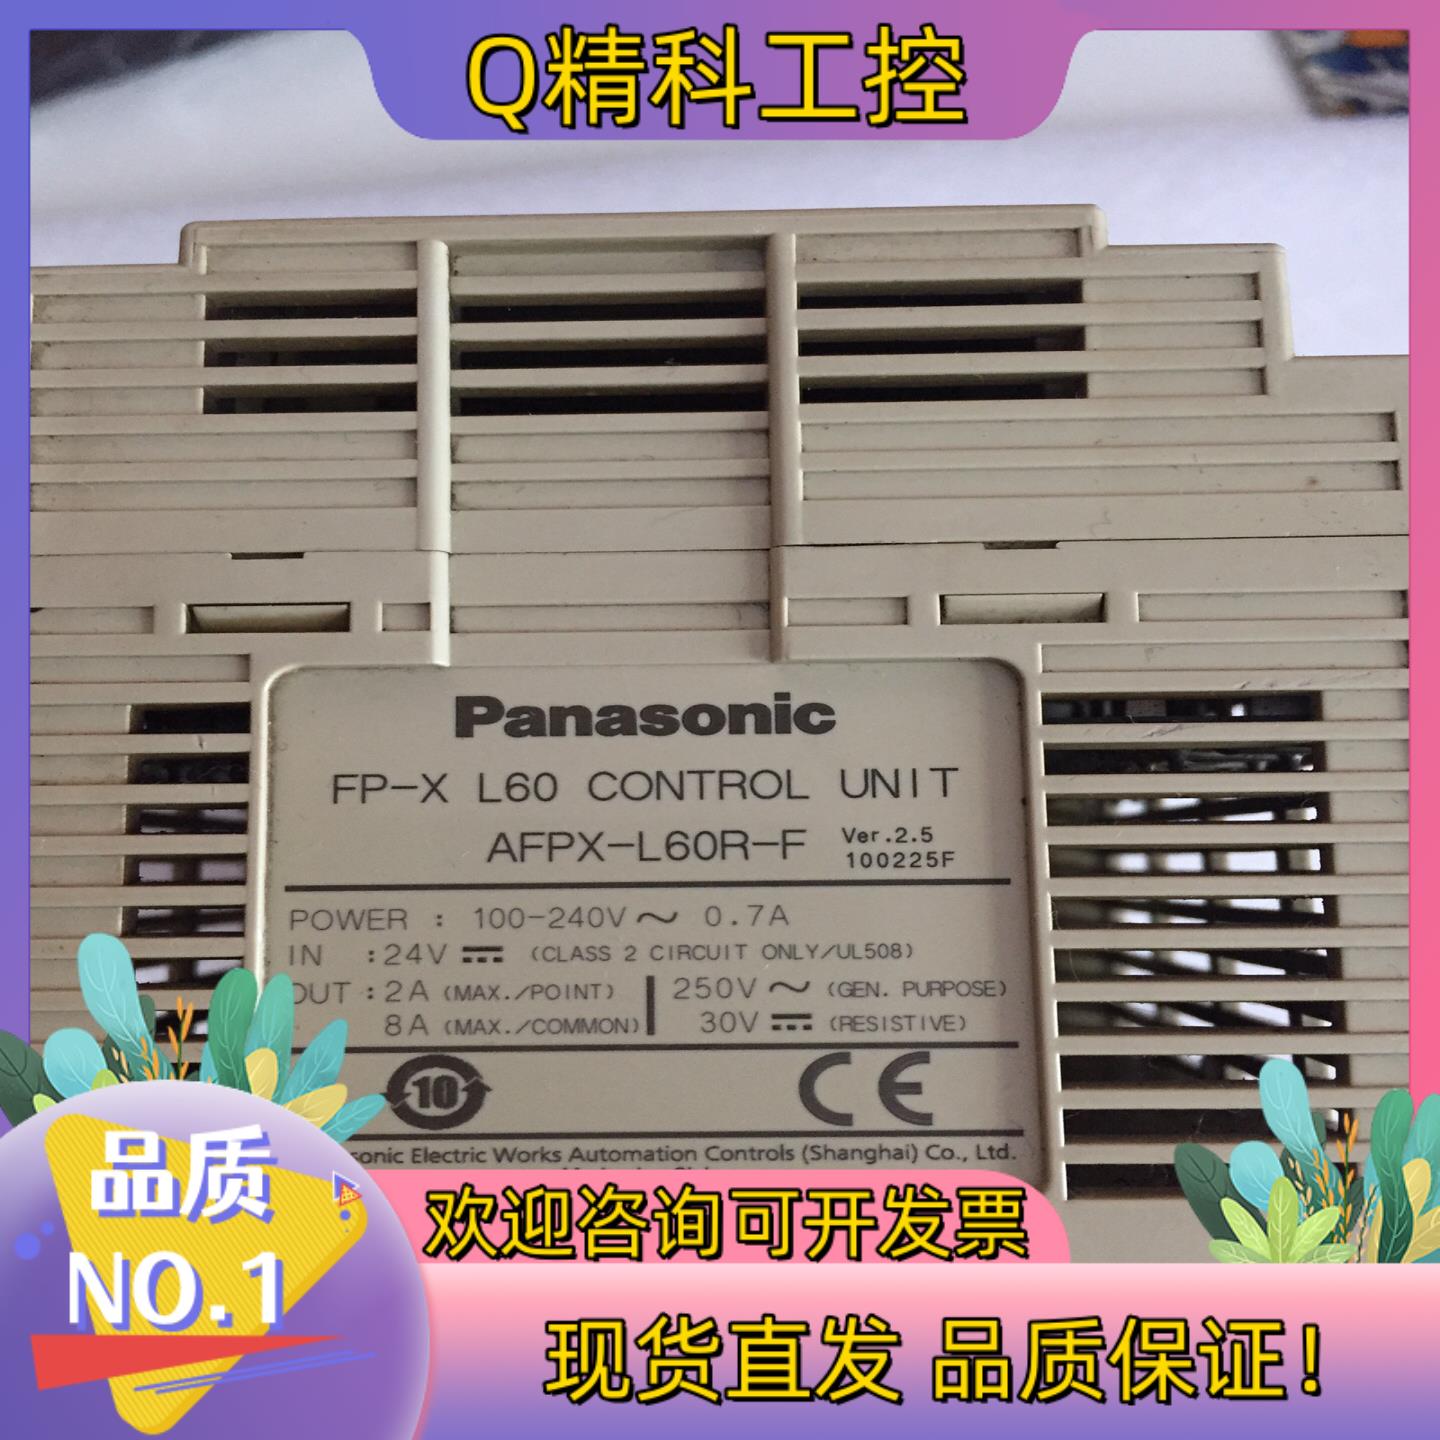 Q精科工控
Panasonic
FP-X L60 CONTROL UNIT
AFPX-L60R-F Ver.2.5
100225F
POWER : 100-240V～ 0.7A
IN :24V ⎓ (CLASS 2 CIRCUIT ONLY/UL508)
OUT : 2A (MAX./POINT) 250V ～ (GEN. PURPOSE)
8A (MAX./COMMON) 30V ⎓ (RESISTIVE)
10 CE
sonic Electric Works Automation Controls (Shanghai) Co., Ltd.
品质
NO.1
欢迎咨询可开发票
现货直发 品质保证!